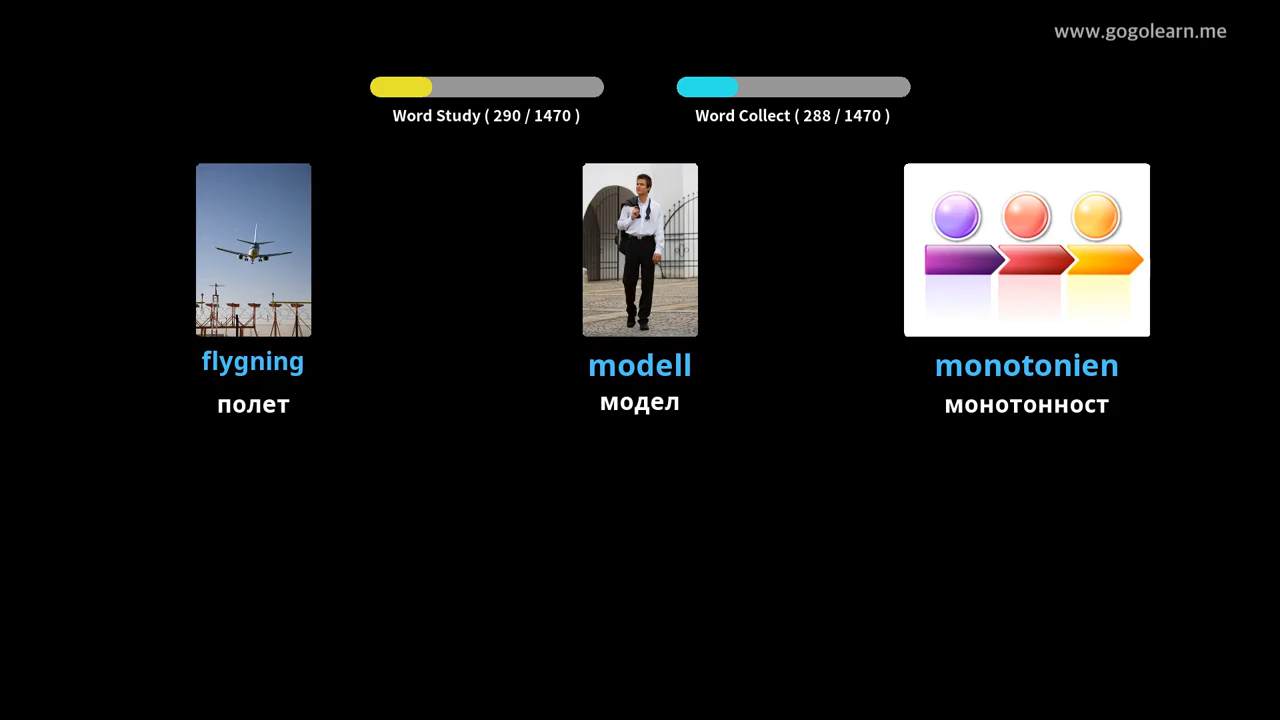 www.gogolearn.me
Word Study ( 290 / 1470 )
Word Collect ( 288 / 1470 )
flygning
modell
monotonien
полет
модел
монотонност